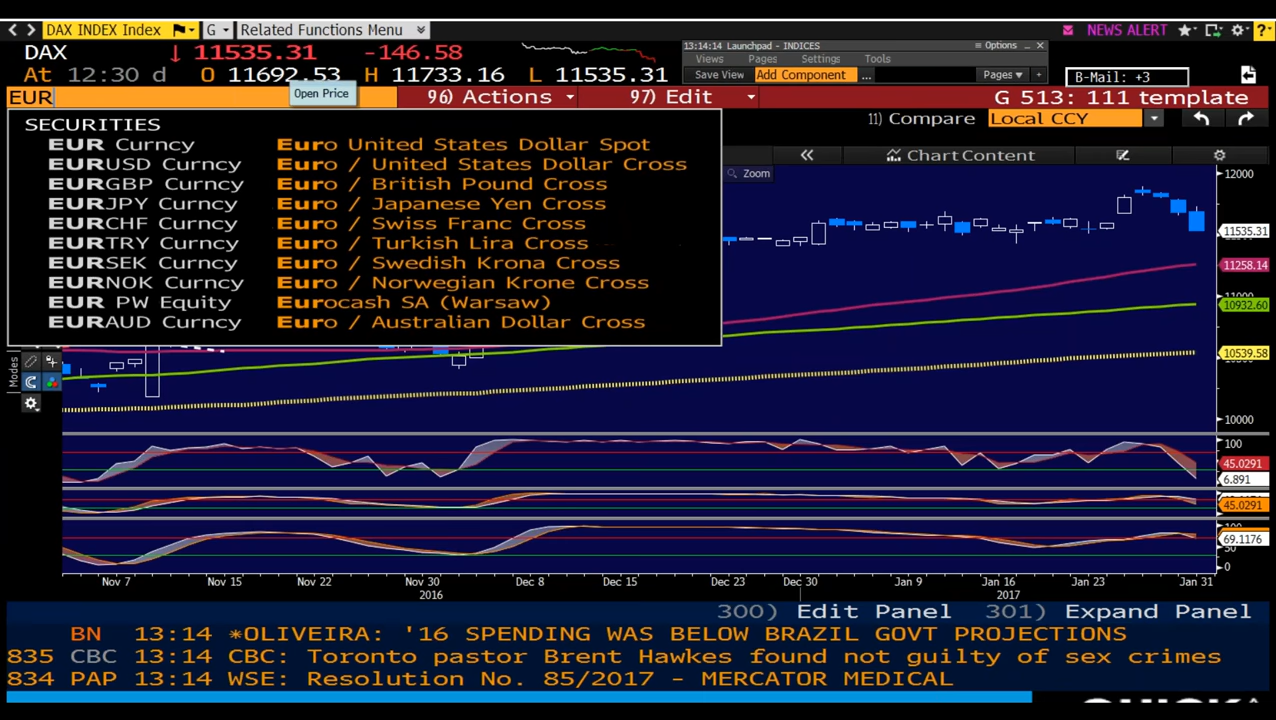 DAX INDEX Index G Related Functions Menu NEWS ALERT
DAX 11535.31 -146.58
At 12:30 d O 11692.53 H 11733.16 L 11535.31
13:14:14 Launchpad - INDICES Options
Views Pages Settings Tools
Save View Add Component ... Pages +
B-Mail: +3
EUR
Open Price
96) Actions 97) Edit G 513: 111 template
11) Compare Local CCY
SECURITIES
EUR Curncy Euro United States Dollar Spot
EURUSD Curncy Euro / United States Dollar Cross
EURGBP Curncy Euro / British Pound Cross
EURJPY Curncy Euro / Japanese Yen Cross
EURCHF Curncy Euro / Swiss Franc Cross
EURTRY Curncy Euro / Turkish Lira Cross
EURSEK Curncy Euro / Swedish Krona Cross
EURNOK Curncy Euro / Norwegian Krone Cross
EUR PW Equity Eurocash SA (Warsaw)
EURAUD Curncy Euro / Australian Dollar Cross
« Chart Content
Zoom
12000
11535.31
11258.14
10932.60
10539.58
10000
Modes
100
45.0291
6.891
45.0291
69.1176
50
0
Nov 7 Nov 15 Nov 22 Nov 30 Dec 8 Dec 15 Dec 23 Dec 30 Jan 9 Jan 16 Jan 23 Jan 31
2016 2017
300) Edit Panel 301) Expand Panel
BN 13:14 *OLIVEIRA: '16 SPENDING WAS BELOW BRAZIL GOVT PROJECTIONS
835 CBC 13:14 CBC: Toronto pastor Brent Hawkes found not guilty of sex crimes
834 PAP 13:14 WSE: Resolution No. 85/2017 - MERCATOR MEDICAL